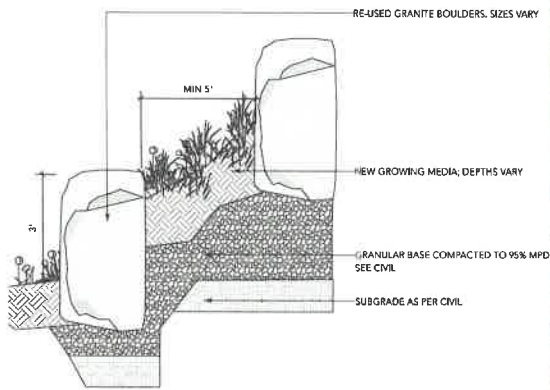 RE-USED GRANITE BOULDERS. SIZES VARY
MIN 5'
NEW GROWING MEDIA; DEPTHS VARY
3'
GRANULAR BASE COMPACTED TO 95% MPD
SEE CIVIL
SUBGRADE AS PER CIVIL